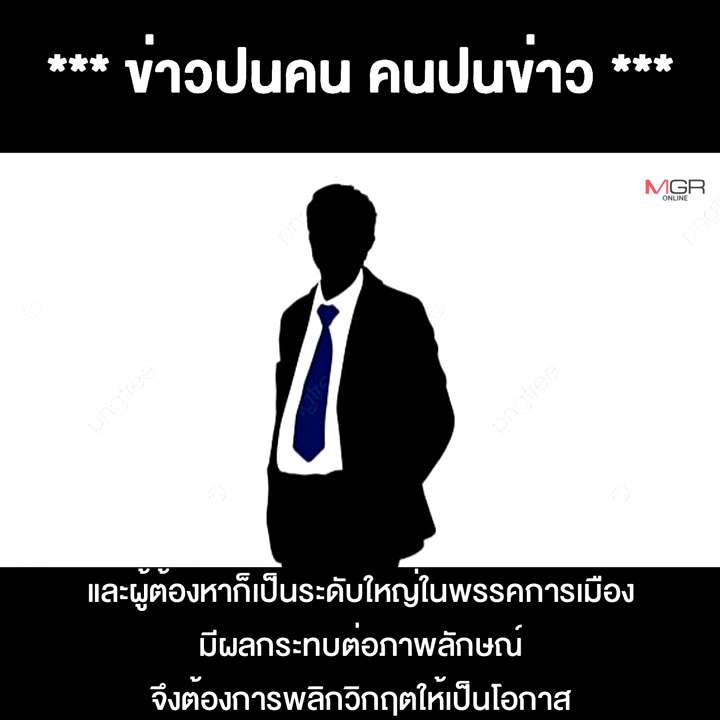 *** ข่าวปนคน คนปนข่าว ***
MGR
ONLINE
pngtree
pngtree
pngtree
และผู้ต้องหาก็เป็นระดับใหญ่ในพรรคการเมือง
มีผลกระทบต่อภาพลักษณ์
จึงต้องการพลิกวิกฤตให้เป็นโอกาส